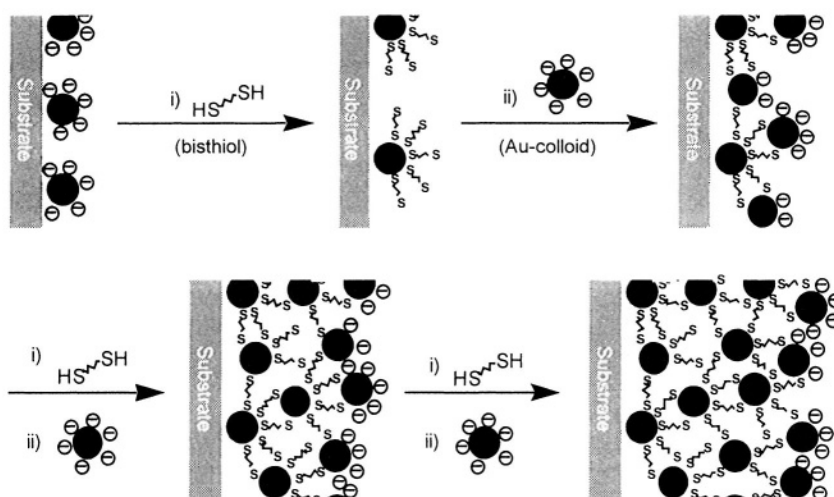 Substrate
i) HS SH
(bisthiol)
Substrate
ii)
(Au-colloid)
Substrate
i) HS SH
ii)
Substrate
i) HS SH
ii)
Substrate